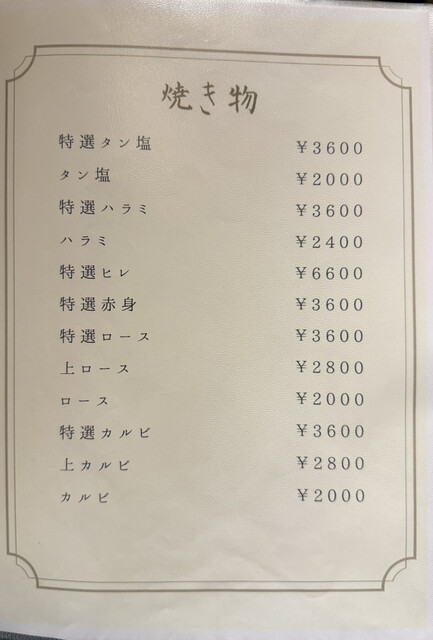 焼き物
特選タン塩 ￥3600
タン塩 ￥2000
特選ハラミ ￥3600
ハラミ ￥2400
特選ヒレ ￥6600
特選赤身 ￥3600
特選ロース ￥3600
上ロース ￥2800
ロース ￥2000
特選カルビ ￥3600
上カルビ ￥2800
カルビ ￥2000